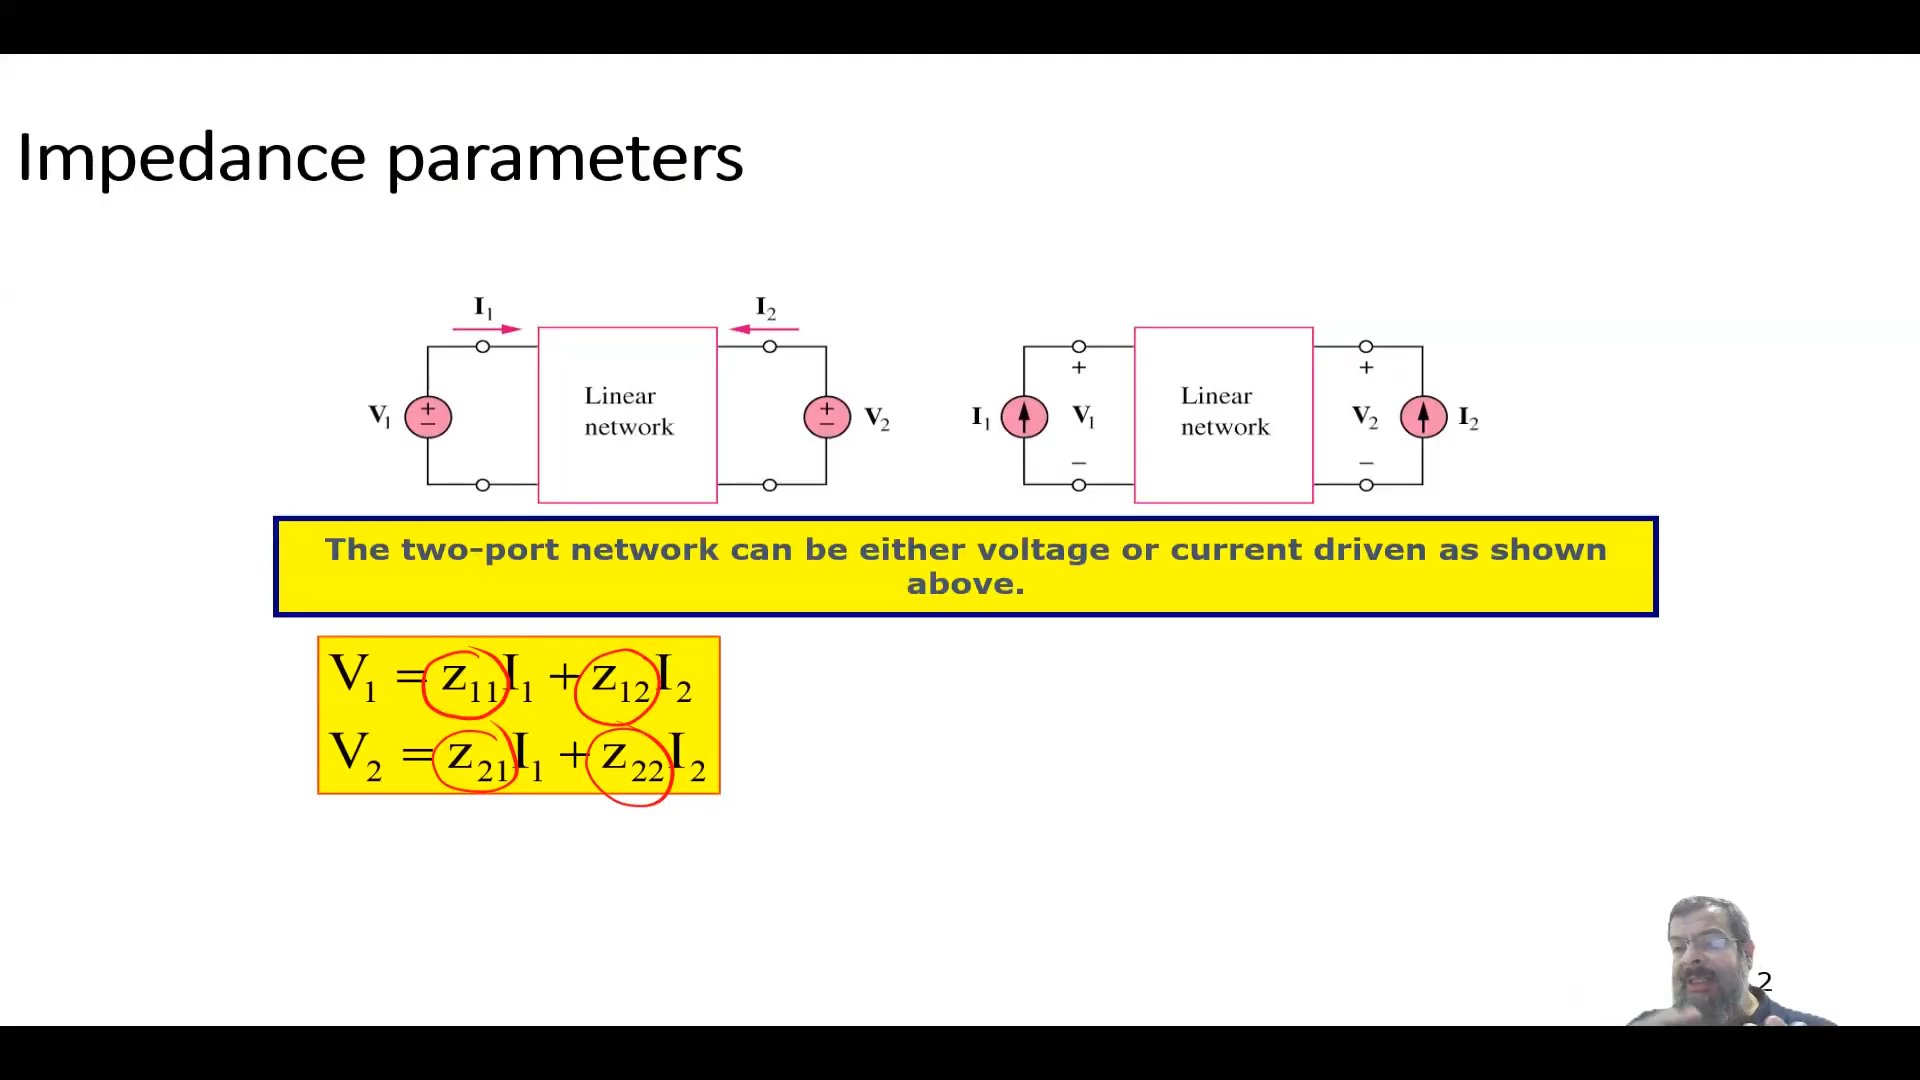 Impedance parameters
I1 I2
V1 + − Linear network + − V2
I1 + V1 − Linear network + V2 − I2
The two-port network can be either voltage or current driven as shown
above.
V1 = z11I1 + z12I2
V2 = z21I1 + z22I2
2